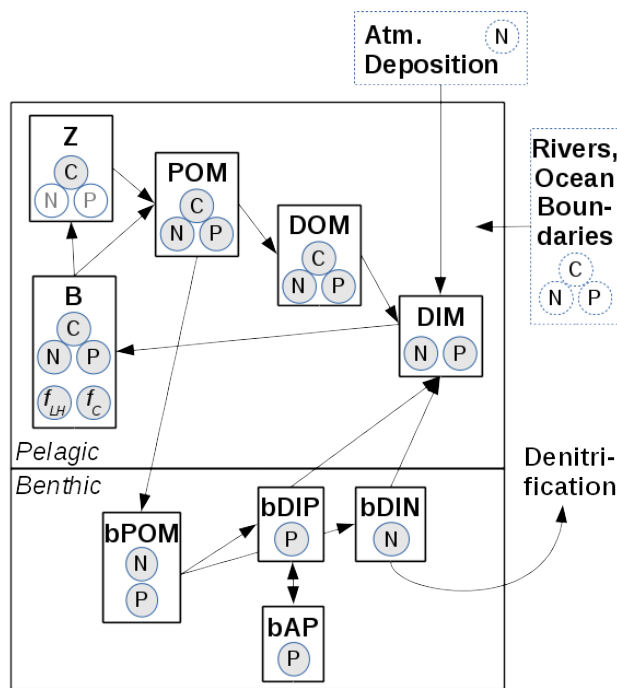 Atm.
Deposition
N
Z
C
N P
POM
C
N P
DOM
C
N P
Rivers,
Ocean
Boun-
daries
C
N P
B
C
N P
fLH fC
DIM
N P
Pelagic
Benthic
Denitri-
fication
bPOM
N
P
bDIP
P
bDIN
N
bAP
P